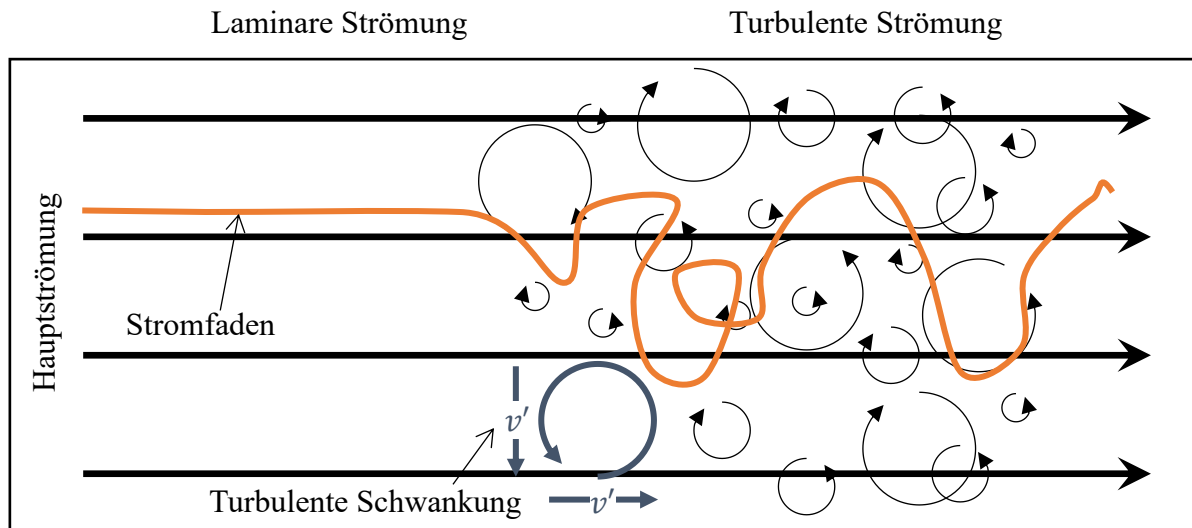 Laminare Strömung
Turbulente Strömung
Hauptströmung
Stromfaden
v'
Turbulente Schwankung
v'